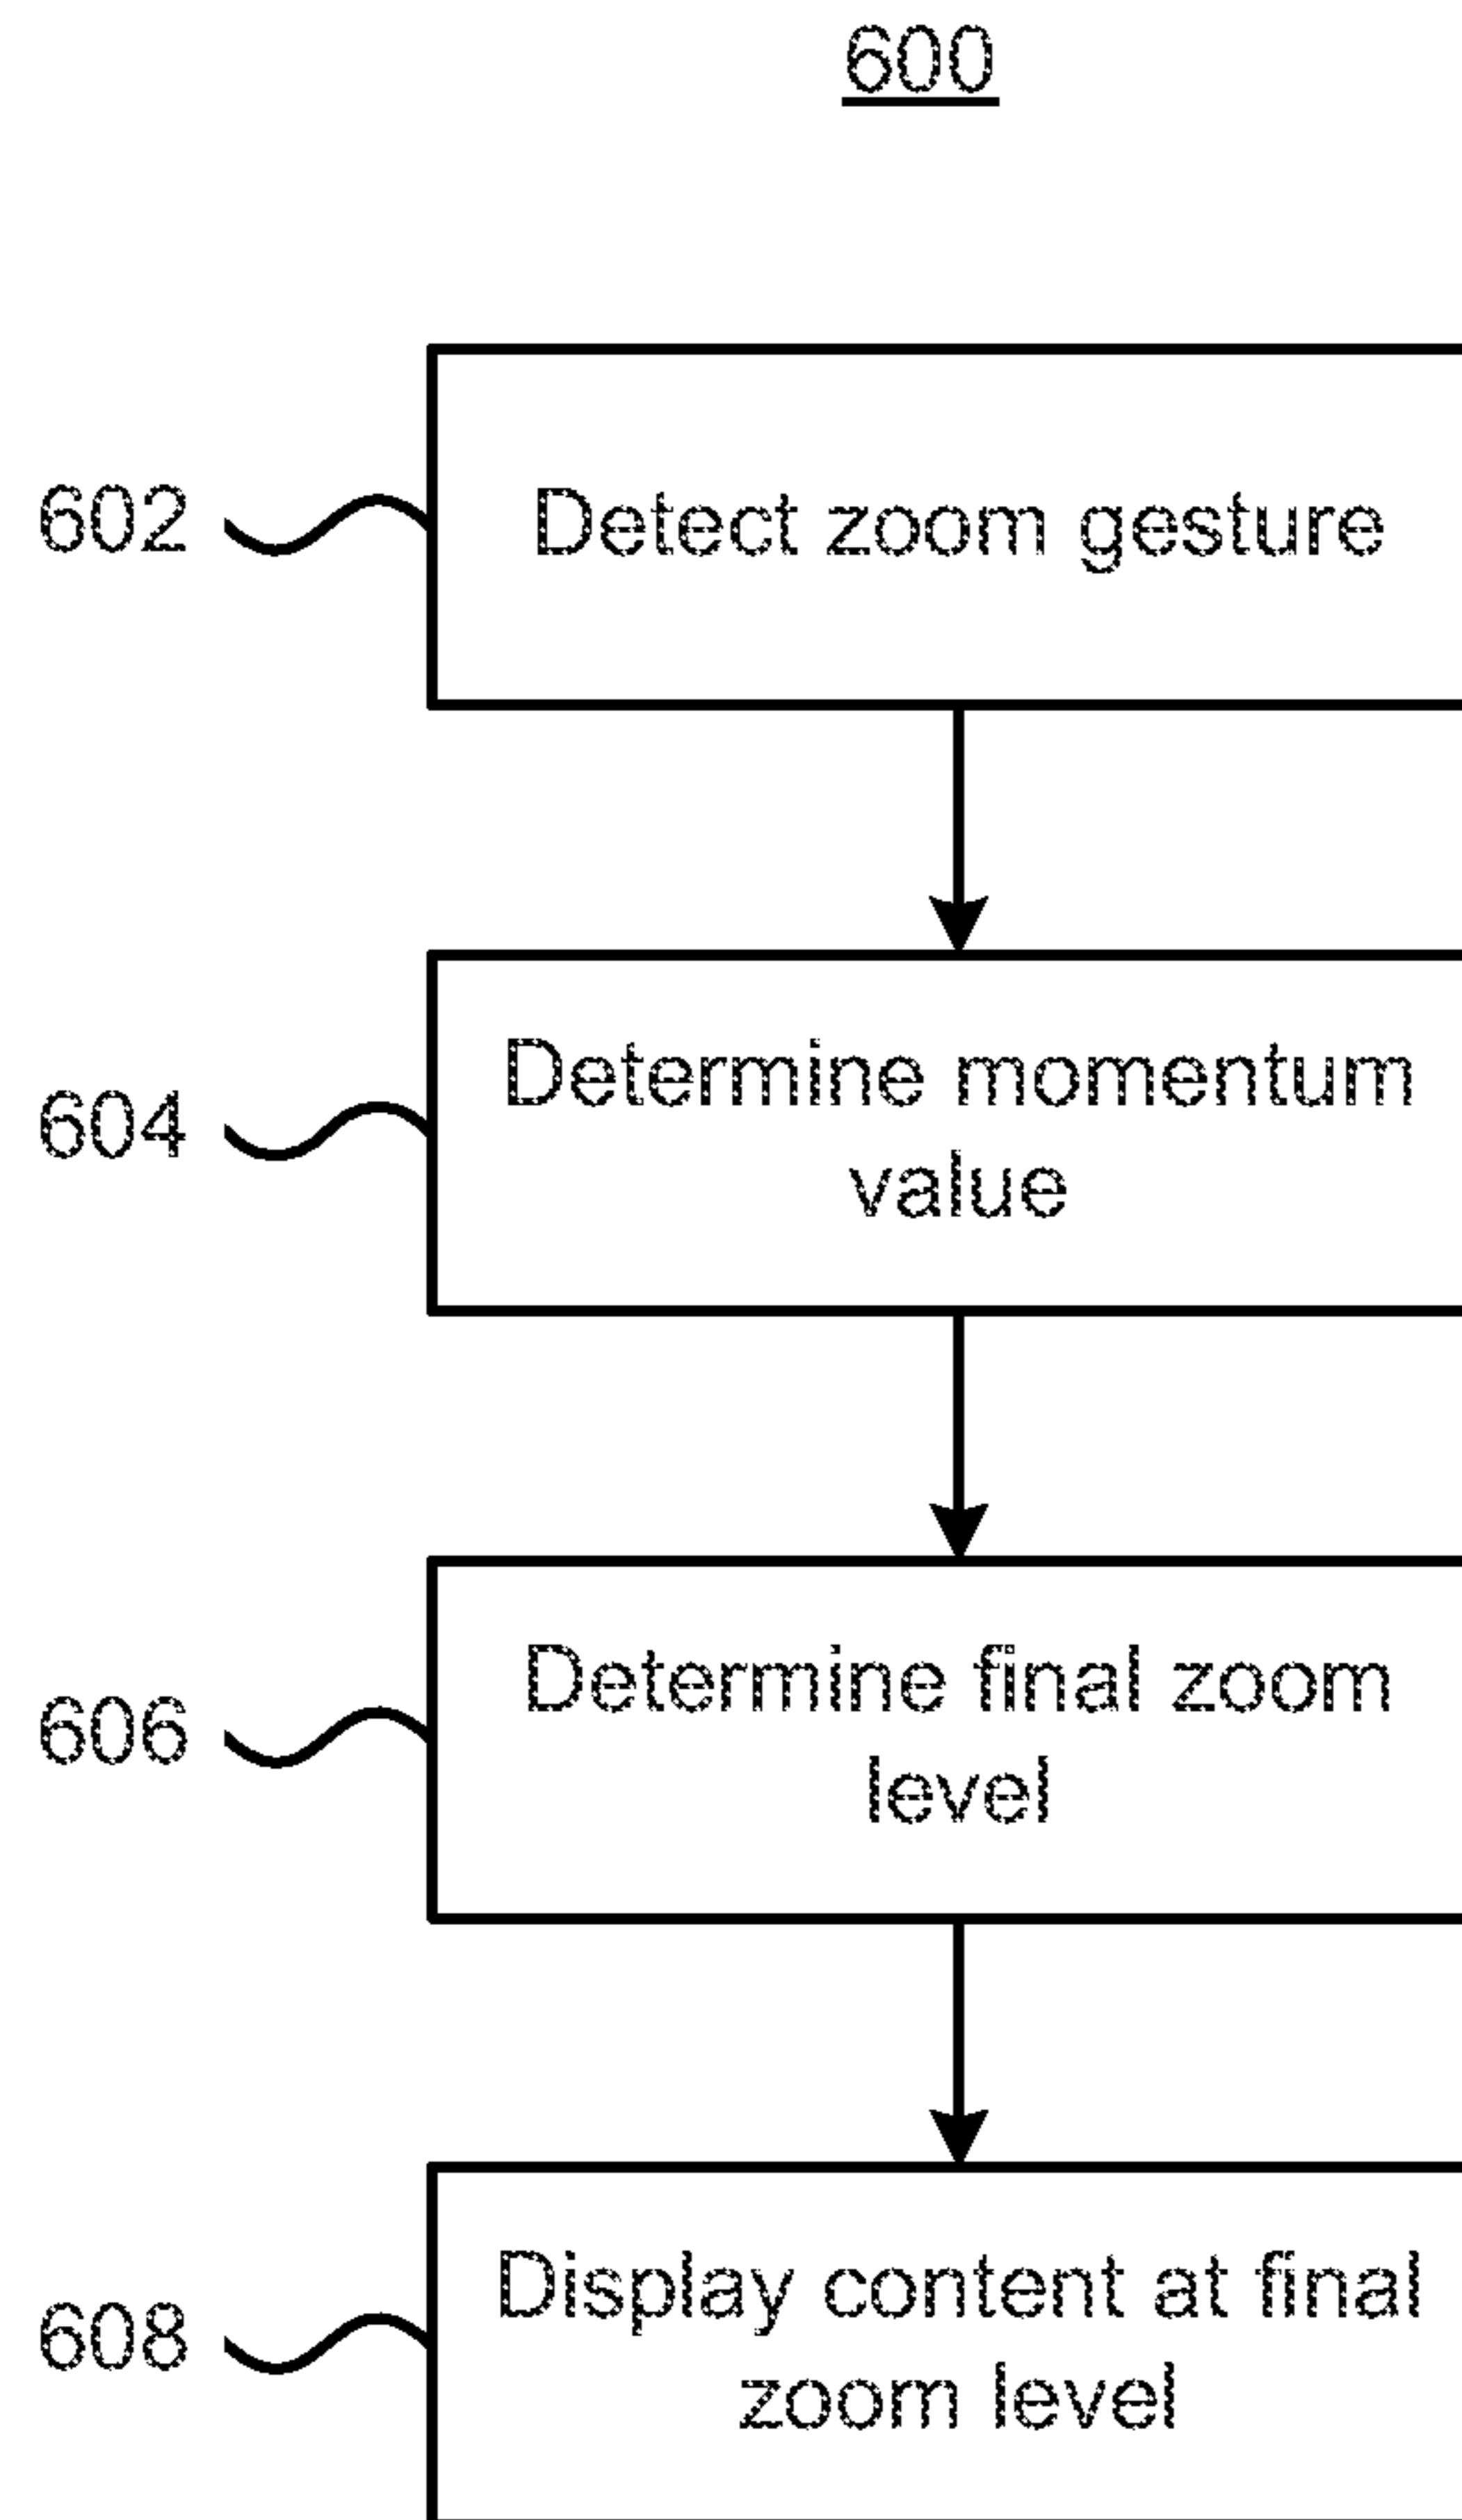 600
602
Detect zoom gesture
604
Determine momentum
value
606
Determine final zoom
level
608
Display content at final
zoom level